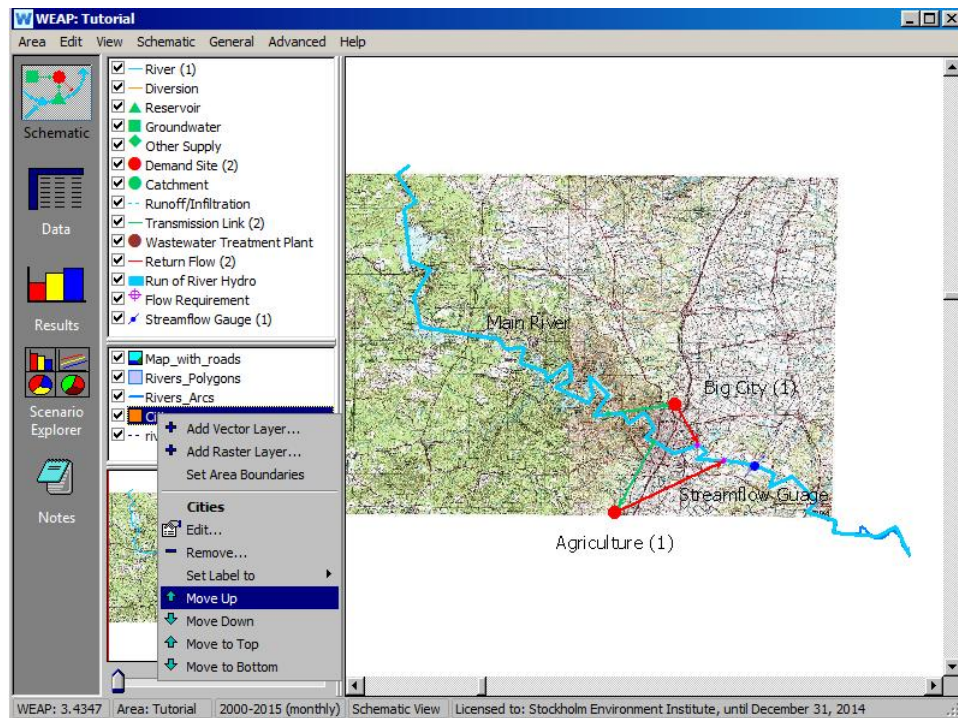 WEAP: Tutorial
Area Edit View Schematic General Advanced Help
Schematic
Data
Results
Scenario
Explorer
Notes
River (1)
Diversion
Reservoir
Groundwater
Other Supply
Demand Site (2)
Catchment
Runoff/Infiltration
Transmission Link (2)
Wastewater Treatment Plant
Return Flow (2)
Run of River Hydro
Flow Requirement
Streamflow Gauge (1)
Map_with_roads
Rivers_Polygons
Rivers_Arcs
Add Vector Layer...
Add Raster Layer...
Set Area Boundaries
Cities
Edit...
Remove...
Set Label to
Move Up
Move Down
Move to Top
Move to Bottom
Main River
Big City (1)
Streamflow Guage
Agriculture (1)
WEAP: 3.4347 Area: Tutorial 2000-2015 (monthly) Schematic View Licensed to: Stockholm Environment Institute, until December 31, 2014